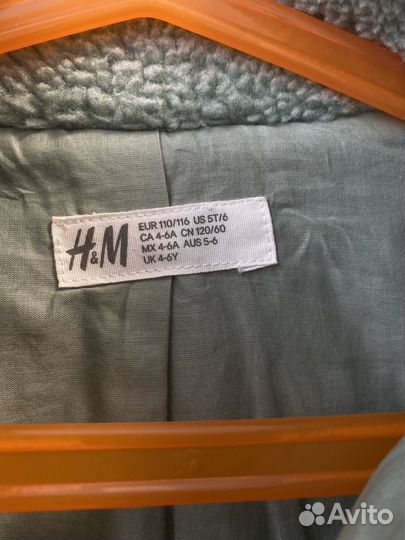 H&M
EUR 110/116 US 5T/6
CA 4-6A CN 120/60
MX 4-6A AUS 5-6
UK 4-6Y
Avito